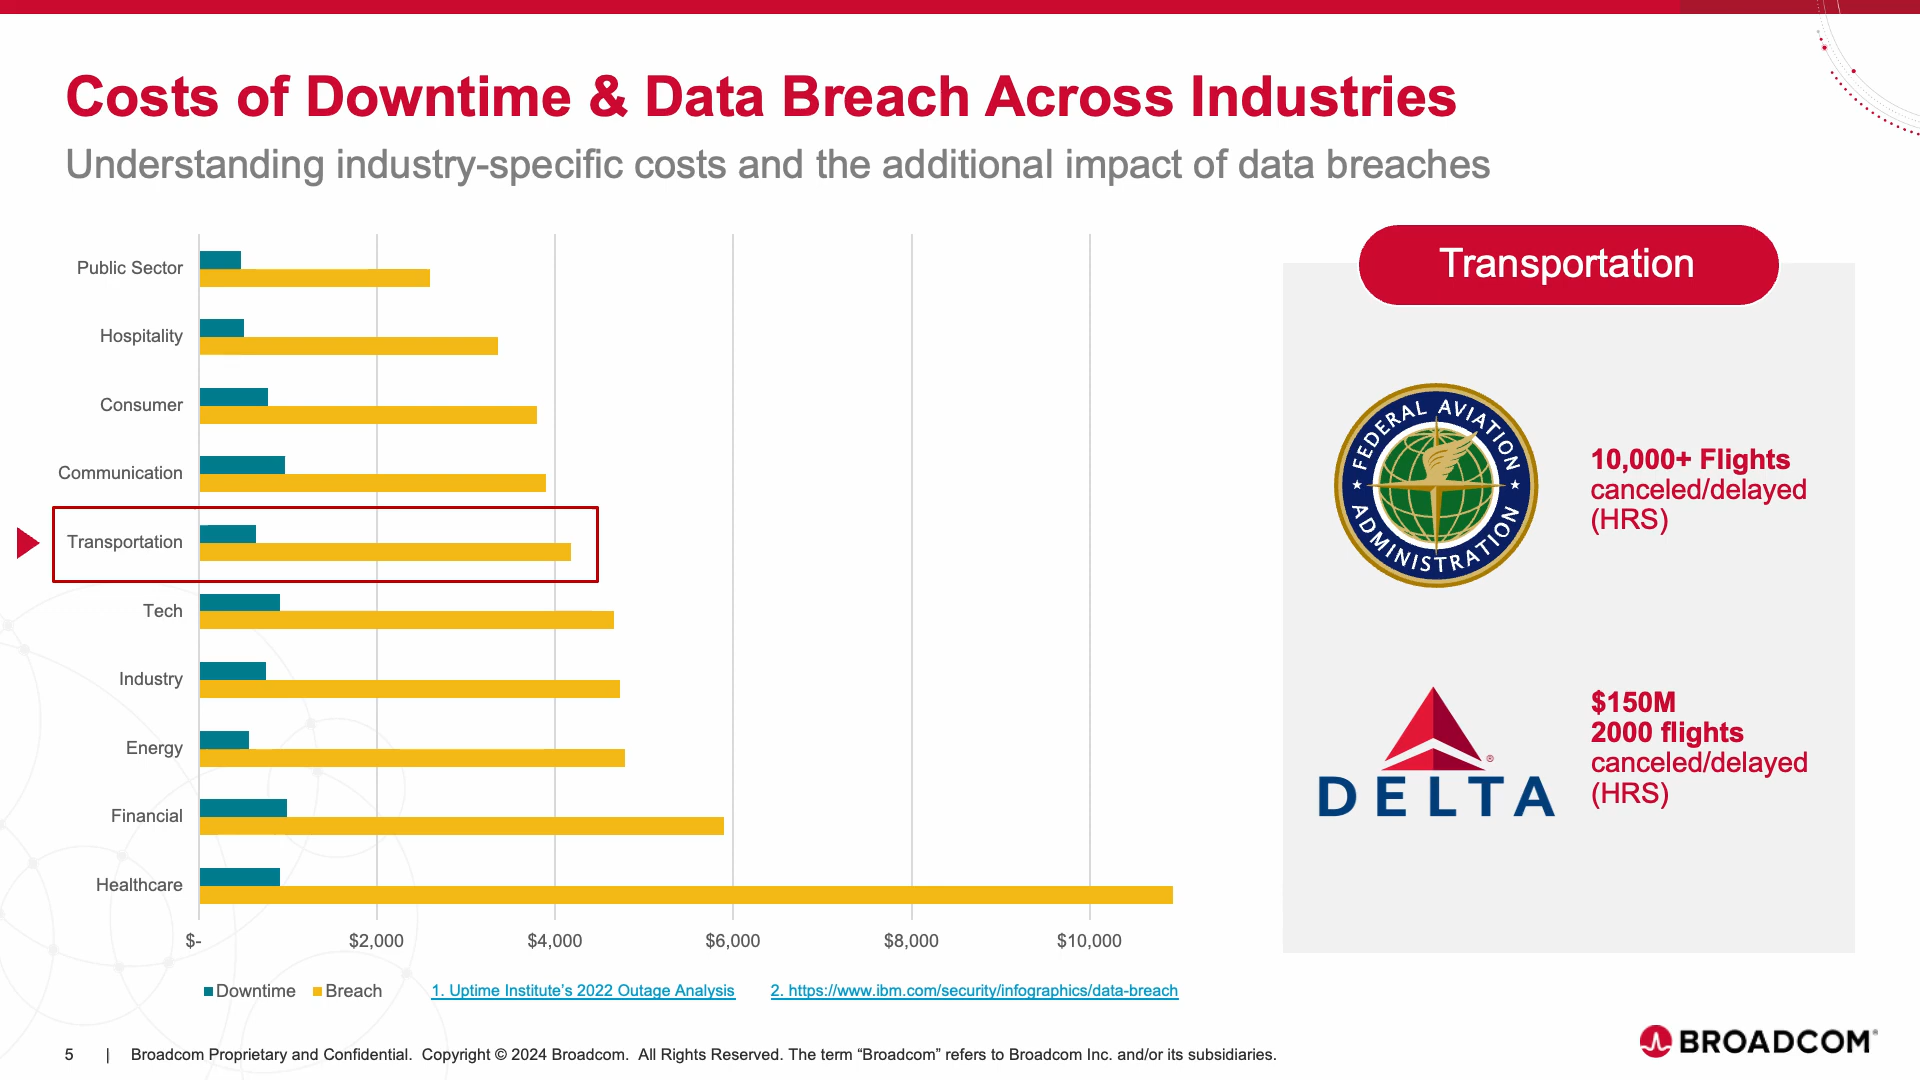 Costs of Downtime & Data Breach Across Industries
Understanding industry-specific costs and the additional impact of data breaches
Public Sector
Hospitality
Consumer
Communication
Transportation
Tech
Industry
Energy
Financial
Healthcare
$-
$2,000
$4,000
$6,000
$8,000
$10,000
Downtime
Breach
1. Uptime Institute’s 2022 Outage Analysis
2. https://www.ibm.com/security/infographics/data-breach
Transportation
FEDERAL AVIATION
ADMINISTRATION
10,000+ Flights
canceled/delayed
(HRS)
DELTA®
$150M
2000 flights
canceled/delayed
(HRS)
5 | Broadcom Proprietary and Confidential. Copyright © 2024 Broadcom. All Rights Reserved. The term “Broadcom” refers to Broadcom Inc. and/or its subsidiaries.
BROADCOM®